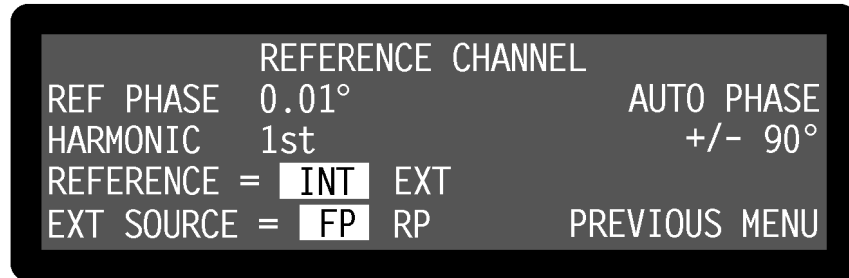 REFERENCE CHANNEL
REF PHASE 0.01° AUTO PHASE
HARMONIC 1st +/- 90°
REFERENCE = INT EXT
EXT SOURCE = FP RP PREVIOUS MENU